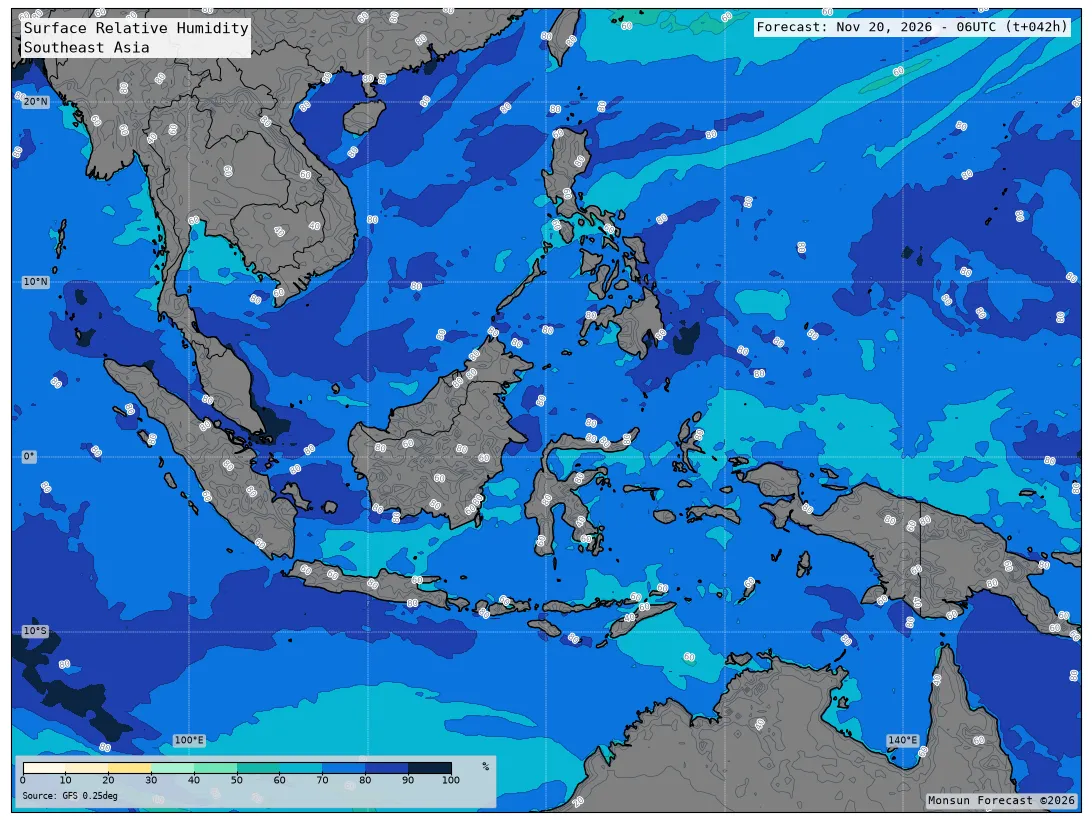 Surface Relative Humidity
Southeast Asia
Forecast: Nov 20, 2026 - 06UTC (t+042h)
20°N
10°N
0°
10°S
100°E
140°E
10 20 30 40 50 60 70 80 90 100
%
Source: GFS 0.25deg
Monsun Forecast ©2026